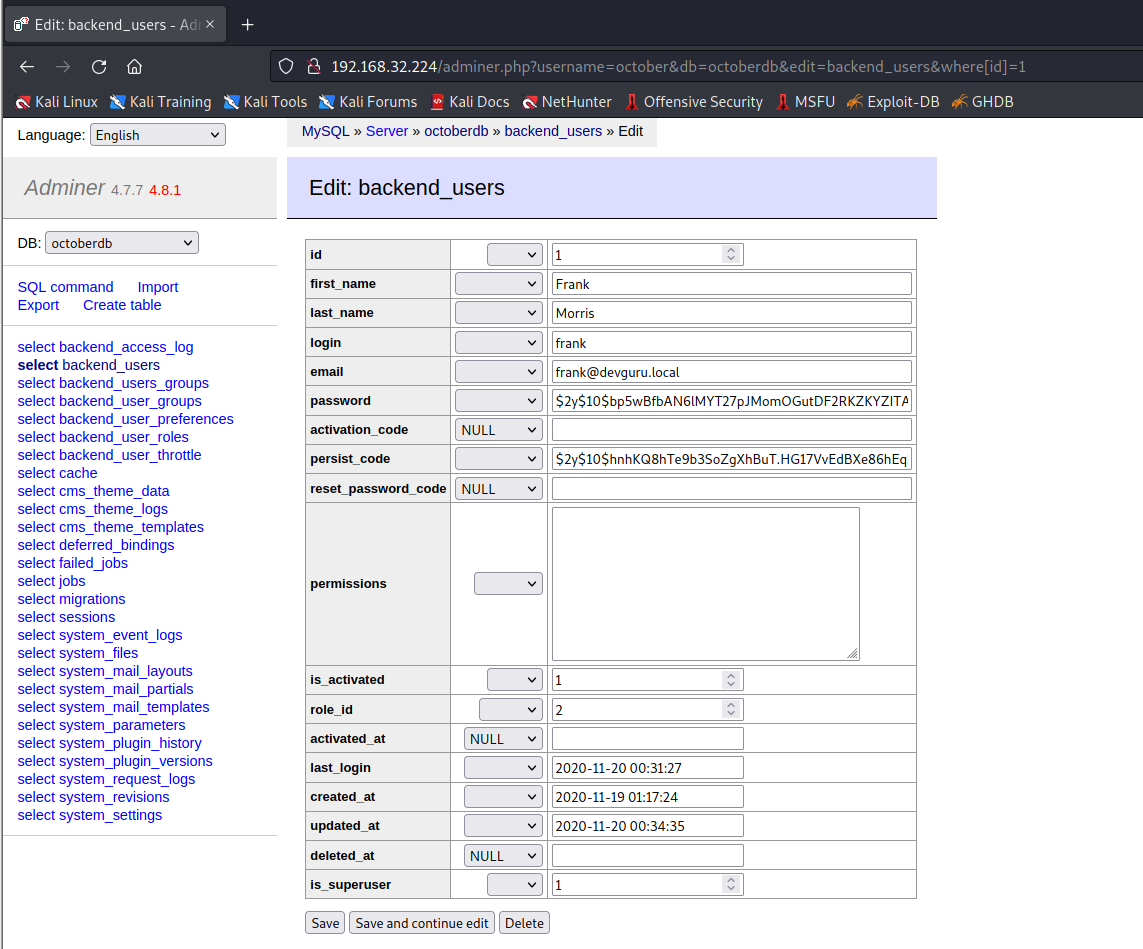 Edit: backend_users - Ad
192.168.32.224/adminer.php?username=october&db=octoberdb&edit=backend_users&where[id]=1
Kali Linux Kali Training Kali Tools Kali Forums Kali Docs NetHunter Offensive Security MSFU Exploit-DB GHDB
Language: English
MySQL » Server » octoberdb » backend_users » Edit
Adminer 4.7.7 4.8.1
Edit: backend_users
DB: octoberdb
SQL command Import
Export Create table
select backend_access_log
select backend_users
select backend_users_groups
select backend_user_groups
select backend_user_preferences
select backend_user_roles
select backend_user_throttle
select cache
select cms_theme_data
select cms_theme_logs
select cms_theme_templates
select deferred_bindings
select failed_jobs
select jobs
select migrations
select sessions
select system_event_logs
select system_files
select system_mail_layouts
select system_mail_partials
select system_mail_templates
select system_parameters
select system_plugin_history
select system_plugin_versions
select system_request_logs
select system_revisions
select system_settings
id 1
first_name Frank
last_name Morris
login frank
email frank@devguru.local
password $2y$10$bp5wBfbAN6lMYT27pJMomOGutDF2RKZKYZITA
activation_code NULL
persist_code $2y$10$hnhKQ8hTe9b3SoZgXhBuT.HG17VvEdBXe86hEq
reset_password_code NULL
permissions
is_activated 1
role_id 2
activated_at NULL
last_login 2020-11-20 00:31:27
created_at 2020-11-19 01:17:24
updated_at 2020-11-20 00:34:35
deleted_at NULL
is_superuser 1
Save Save and continue edit Delete